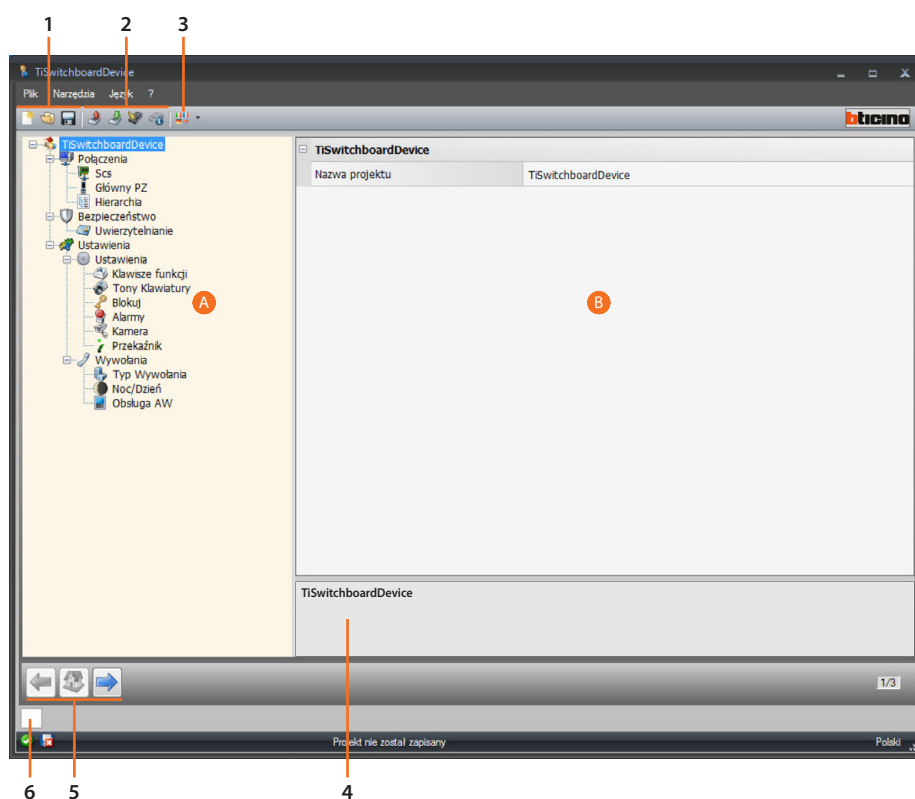 1 2 3
TiSwitchboardDevice
Plik Narzędzia Język ?
bticino
TiSwitchboardDevice
Połączenia
Scs
Główny PZ
Hierarchia
Bezpieczeństwo
Uwierzytelnianie
Ustawienia
Ustawienia
Klawisze funkcji
Tony Klawiatury
Blokuj
Alarmy
Kamera
Przekaźnik
Wywołania
Typ Wywołania
Noc/Dzień
Obsługa AW
A
TiSwitchboardDevice
Nazwa projektu TiSwitchboardDevice
B
TiSwitchboardDevice
1/3
Projekt nie został zapisany Polski
6 5 4